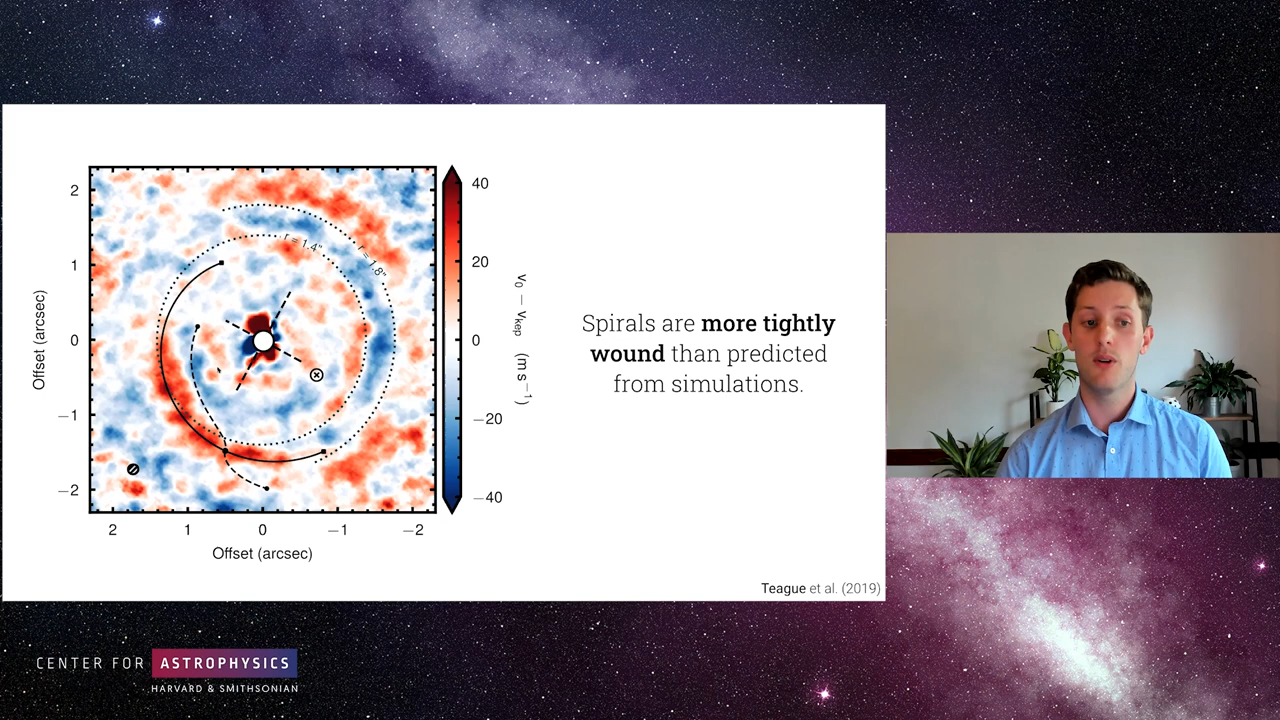 2
1
0
−1
−2
2
1
0
−1
−2
Offset (arcsec)
Offset (arcsec)
r = 1.4"
r = 1.8"
40
20
0
−20
−40
v₀ − vₖₑₚ (m s⁻¹)
Spirals are more tightly
wound than predicted
from simulations.
Teague et al. (2019)
CENTER FOR ASTROPHYSICS
HARVARD & SMITHSONIAN